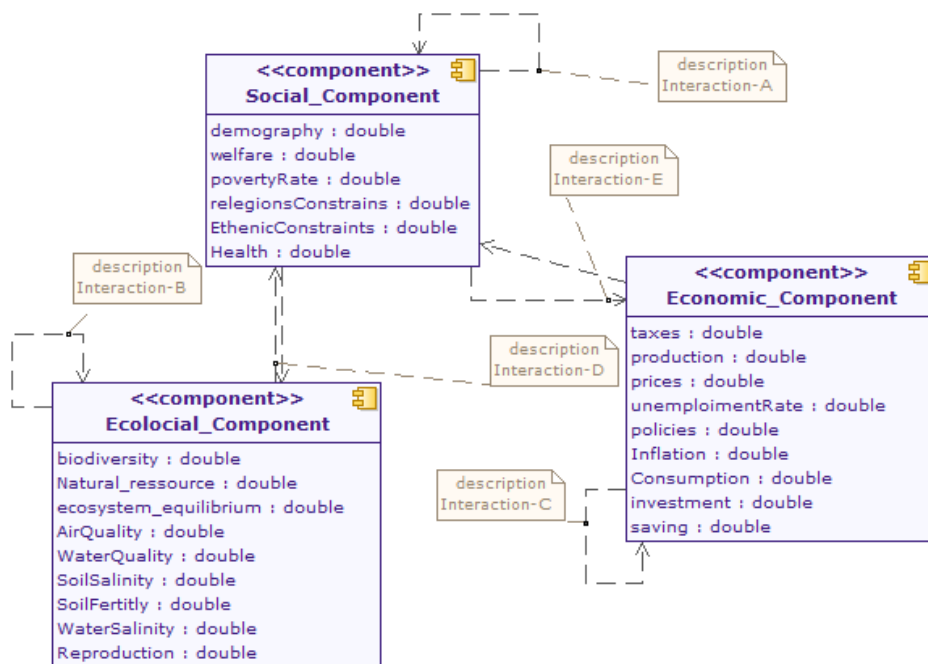 <<component>>
Social_Component
demography : double
welfare : double
povertyRate : double
relegionsConstrains : double
EthenicConstraints : double
Health : double
description
Interaction-A
description
Interaction-E
description
Interaction-B
<<component>>
Economic_Component
taxes : double
production : double
prices : double
unemploimentRate : double
policies : double
Inflation : double
Consumption : double
investment : double
saving : double
description
Interaction-D
<<component>>
Ecolocial_Component
biodiversity : double
Natural_ressource : double
ecosystem_equilibrium : double
AirQuality : double
WaterQuality : double
SoilSalinity : double
SoilFertitly : double
WaterSalinity : double
Reproduction : double
description
Interaction-C